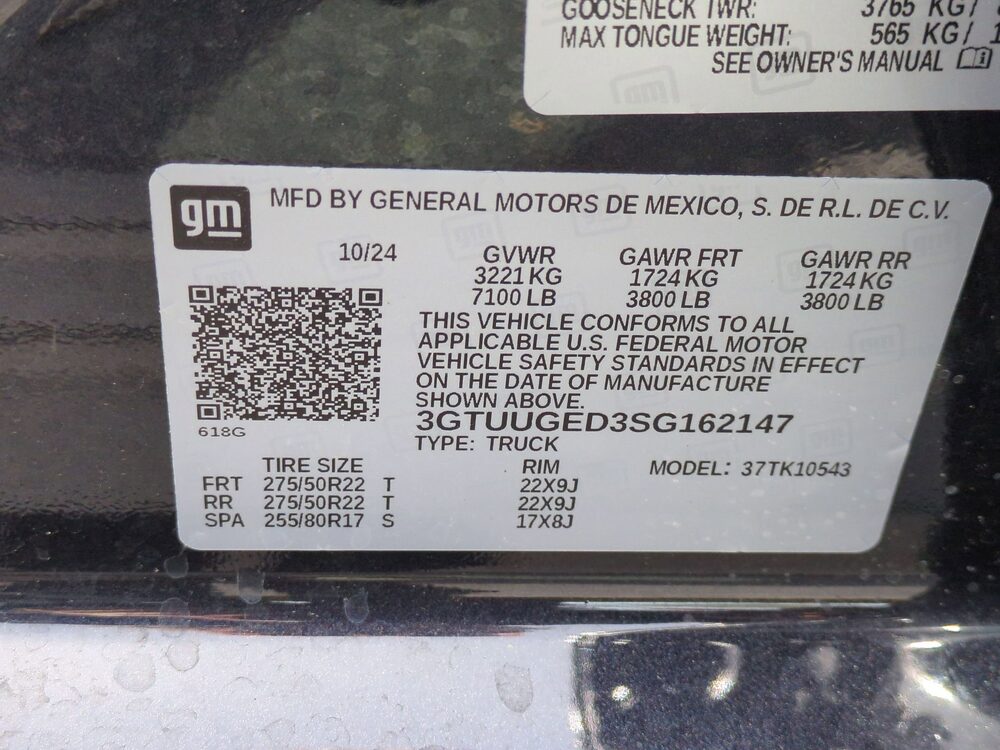 GOOSENECK TWR: 3765 KG/
MAX TONGUE WEIGHT: 565 KG/ 1
SEE OWNER'S MANUAL
gm
MFD BY GENERAL MOTORS DE MEXICO, S. DE R.L. DE C.V.
10/24 GVWR GAWR FRT GAWR RR
3221 KG 1724 KG 1724 KG
7100 LB 3800 LB 3800 LB
THIS VEHICLE CONFORMS TO ALL
APPLICABLE U.S. FEDERAL MOTOR
VEHICLE SAFETY STANDARDS IN EFFECT
ON THE DATE OF MANUFACTURE
SHOWN ABOVE.
3GTUUGED3SG162147
618G
TYPE: TRUCK
TIRE SIZE RIM MODEL: 37TK10543
FRT 275/50R22 T 22X9J
RR 275/50R22 T 22X9J
SPA 255/80R17 S 17X8J